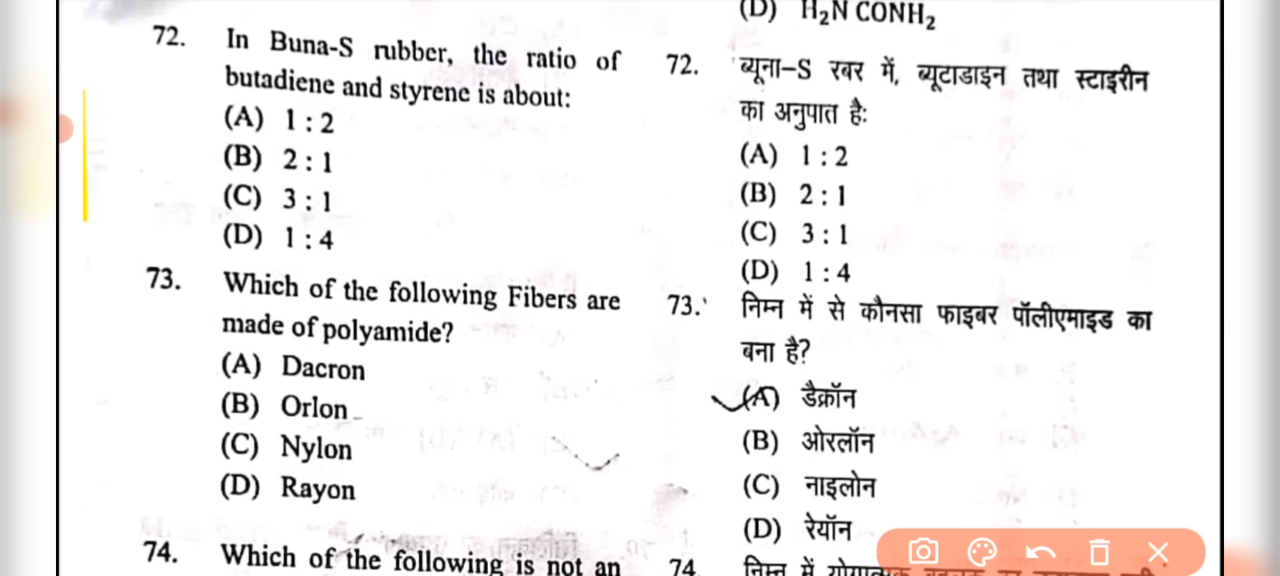 72. In Buna-S rubber, the ratio of
butadiene and styrene is about:
(A) 1 : 2
(B) 2 : 1
(C) 3 : 1
(D) 1 : 4
73. Which of the following Fibers are
made of polyamide?
(A) Dacron
(B) Orlon
(C) Nylon
(D) Rayon
74. Which of the following is not an
(D) H₂N CONH₂
72. ब्यूना-S रबर में, ब्यूटाडाइन तथा स्टाइरीन
का अनुपात है:
(A) 1 : 2
(B) 2 : 1
(C) 3 : 1
(D) 1 : 4
73. निम्न में से कौनसा फाइबर पॉलीएमाइड का
बना है?
(A) डैक्रॉन
(B) ओरलॉन
(C) नाइलोन
(D) रेयॉन
74 निम्न में